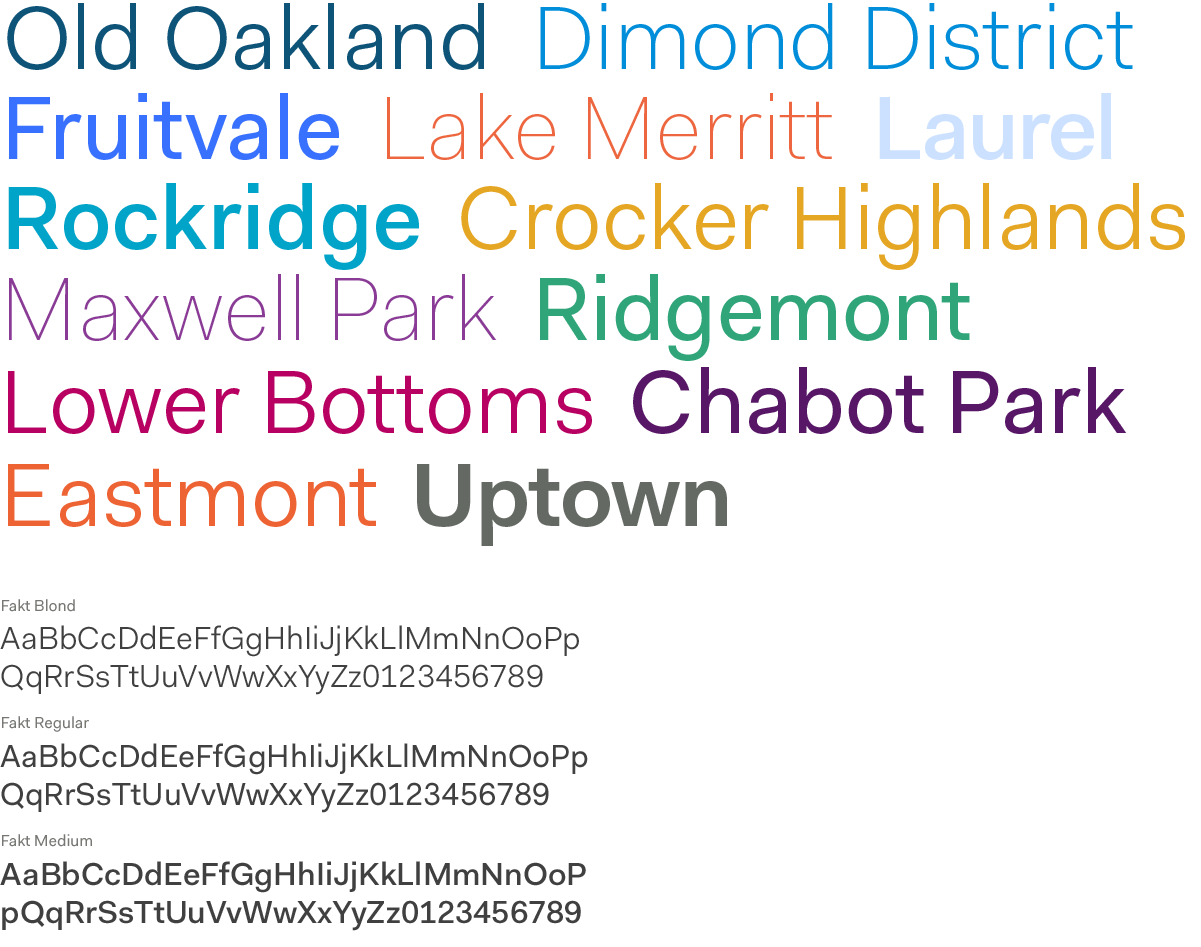 Old Oakland Dimond District
Fruitvale Lake Merritt Laurel
Rockridge Crocker Highlands
Maxwell Park Ridgemont
Lower Bottoms Chabot Park
Eastmont Uptown
Fakt Blond
AaBbCcDdEeFfGgHhIiJjKkLlMmNnOoPp
QqRrSsTtUuVvWwXxYyZz0123456789
Fakt Regular
AaBbCcDdEeFfGgHhIiJjKkLlMmNnOoPp
QqRrSsTtUuVvWwXxYyZz0123456789
Fakt Medium
AaBbCcDdEeFfGgHhIiJjKkLlMmNnOoP
pQqRrSsTtUuVvWwXxYyZz0123456789